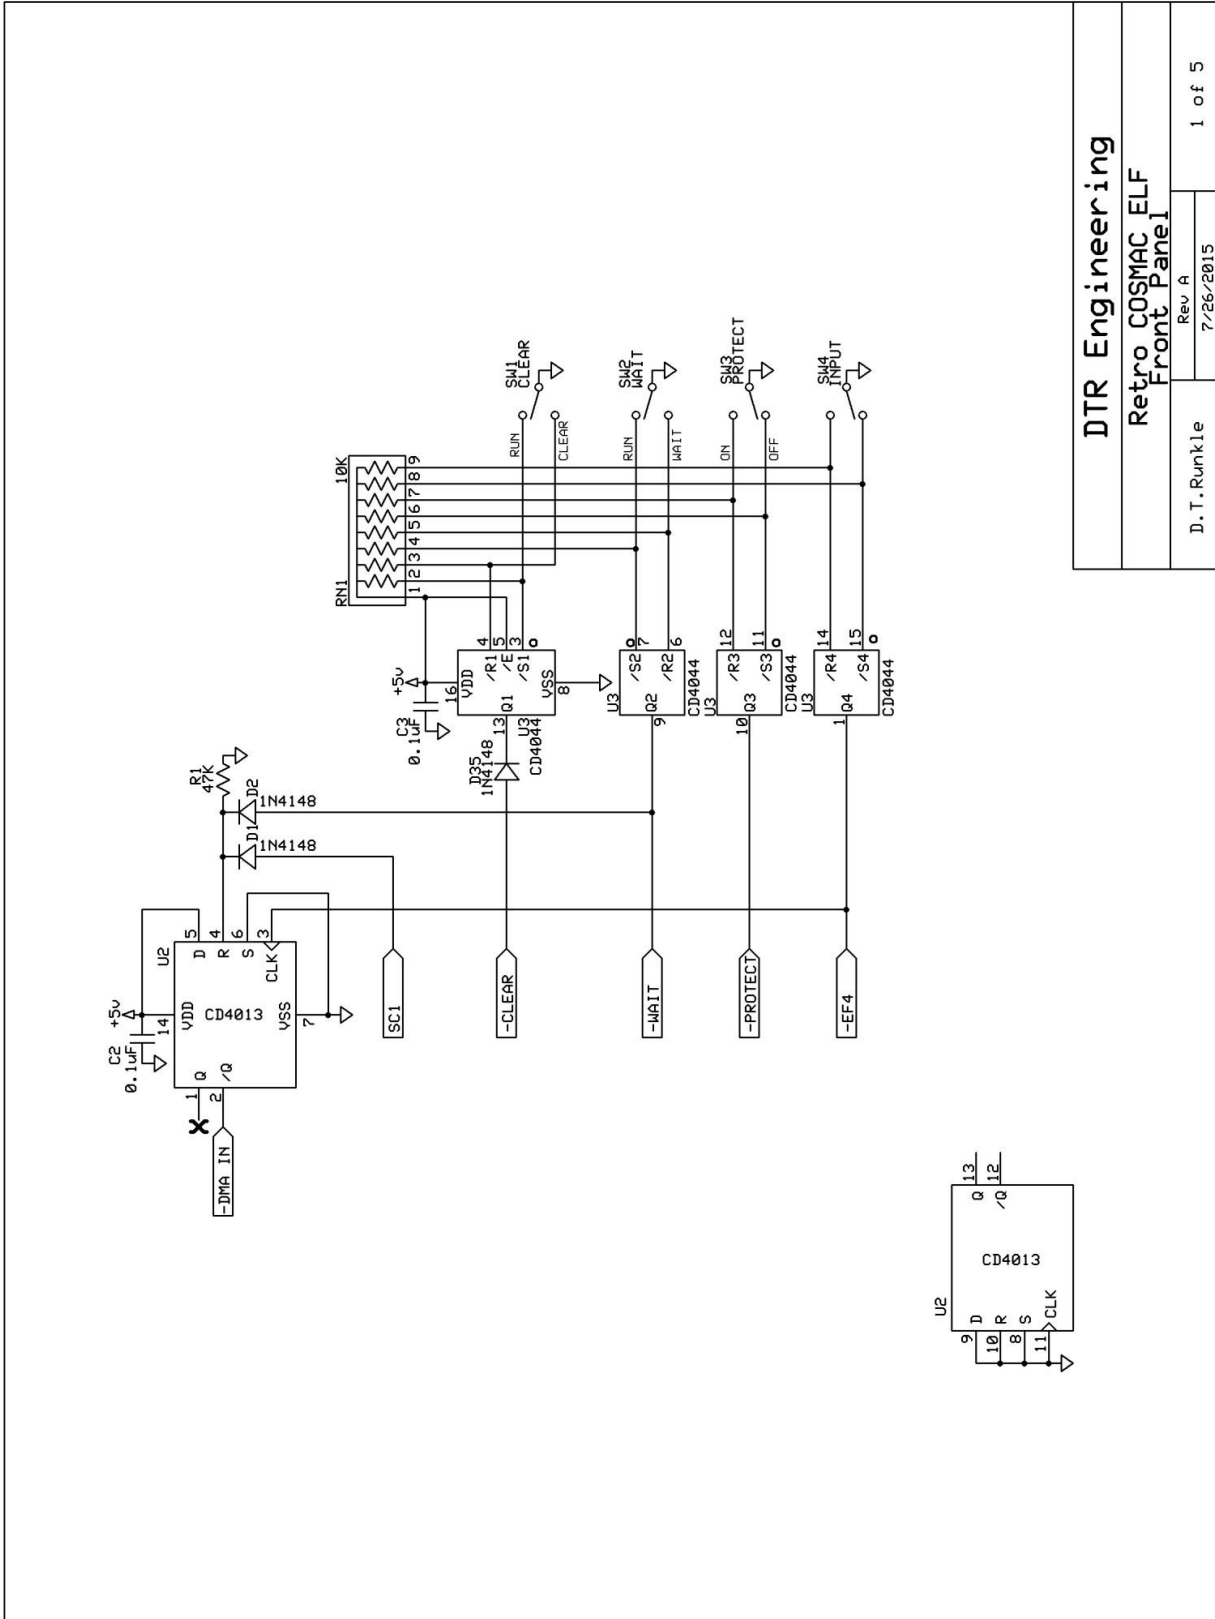 +5v
C2
0.1uF
14
VDD
U2
CD4013
1
Q
2
/Q
5
D
4
R
6
S
3
CLK
VSS
7
-DMA IN
R1
47K
D2
1N4148
D1
1N4148
SC1
-CLEAR
-WAIT
-PROTECT
-EF4
+5v
C3
0.1uF
16
VDD
/R1
4
/E
5
/S1
3
Q1
13
VSS
8
U3
CD4044
D35
1N4148
RN1
10K
1
2
3
4
5
6
7
8
9
U3
/S2
7
/R2
6
Q2
9
CD4044
U3
/R3
12
/S3
11
Q3
10
CD4044
U3
/R4
14
/S4
15
Q4
1
CD4044
SW1
CLEAR
RUN
CLEAR
SW2
WAIT
RUN
WAIT
SW3
PROTECT
ON
OFF
SW4
INPUT
U2
CD4013
9
D
10
R
8
S
11
CLK
13
Q
12
/Q
DTR Engineering
Retro COSMAC ELF
Front Panel
D.T.Runkle
Rev A
7/26/2015
1 of 5